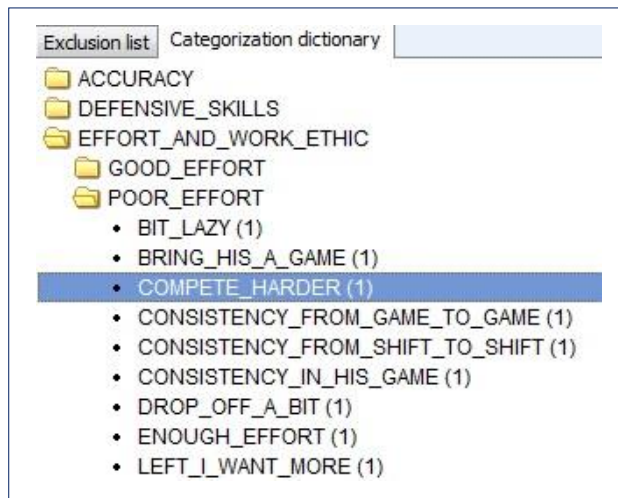 Exclusion list Categorization dictionary
ACCURACY
DEFENSIVE_SKILLS
EFFORT_AND_WORK_ETHIC
GOOD_EFFORT
POOR_EFFORT
• BIT_LAZY (1)
• BRING_HIS_A_GAME (1)
• COMPETE_HARDER (1)
• CONSISTENCY_FROM_GAME_TO_GAME (1)
• CONSISTENCY_FROM_SHIFT_TO_SHIFT (1)
• CONSISTENCY_IN_HIS_GAME (1)
• DROP_OFF_A_BIT (1)
• ENOUGH_EFFORT (1)
• LEFT_I_WANT_MORE (1)